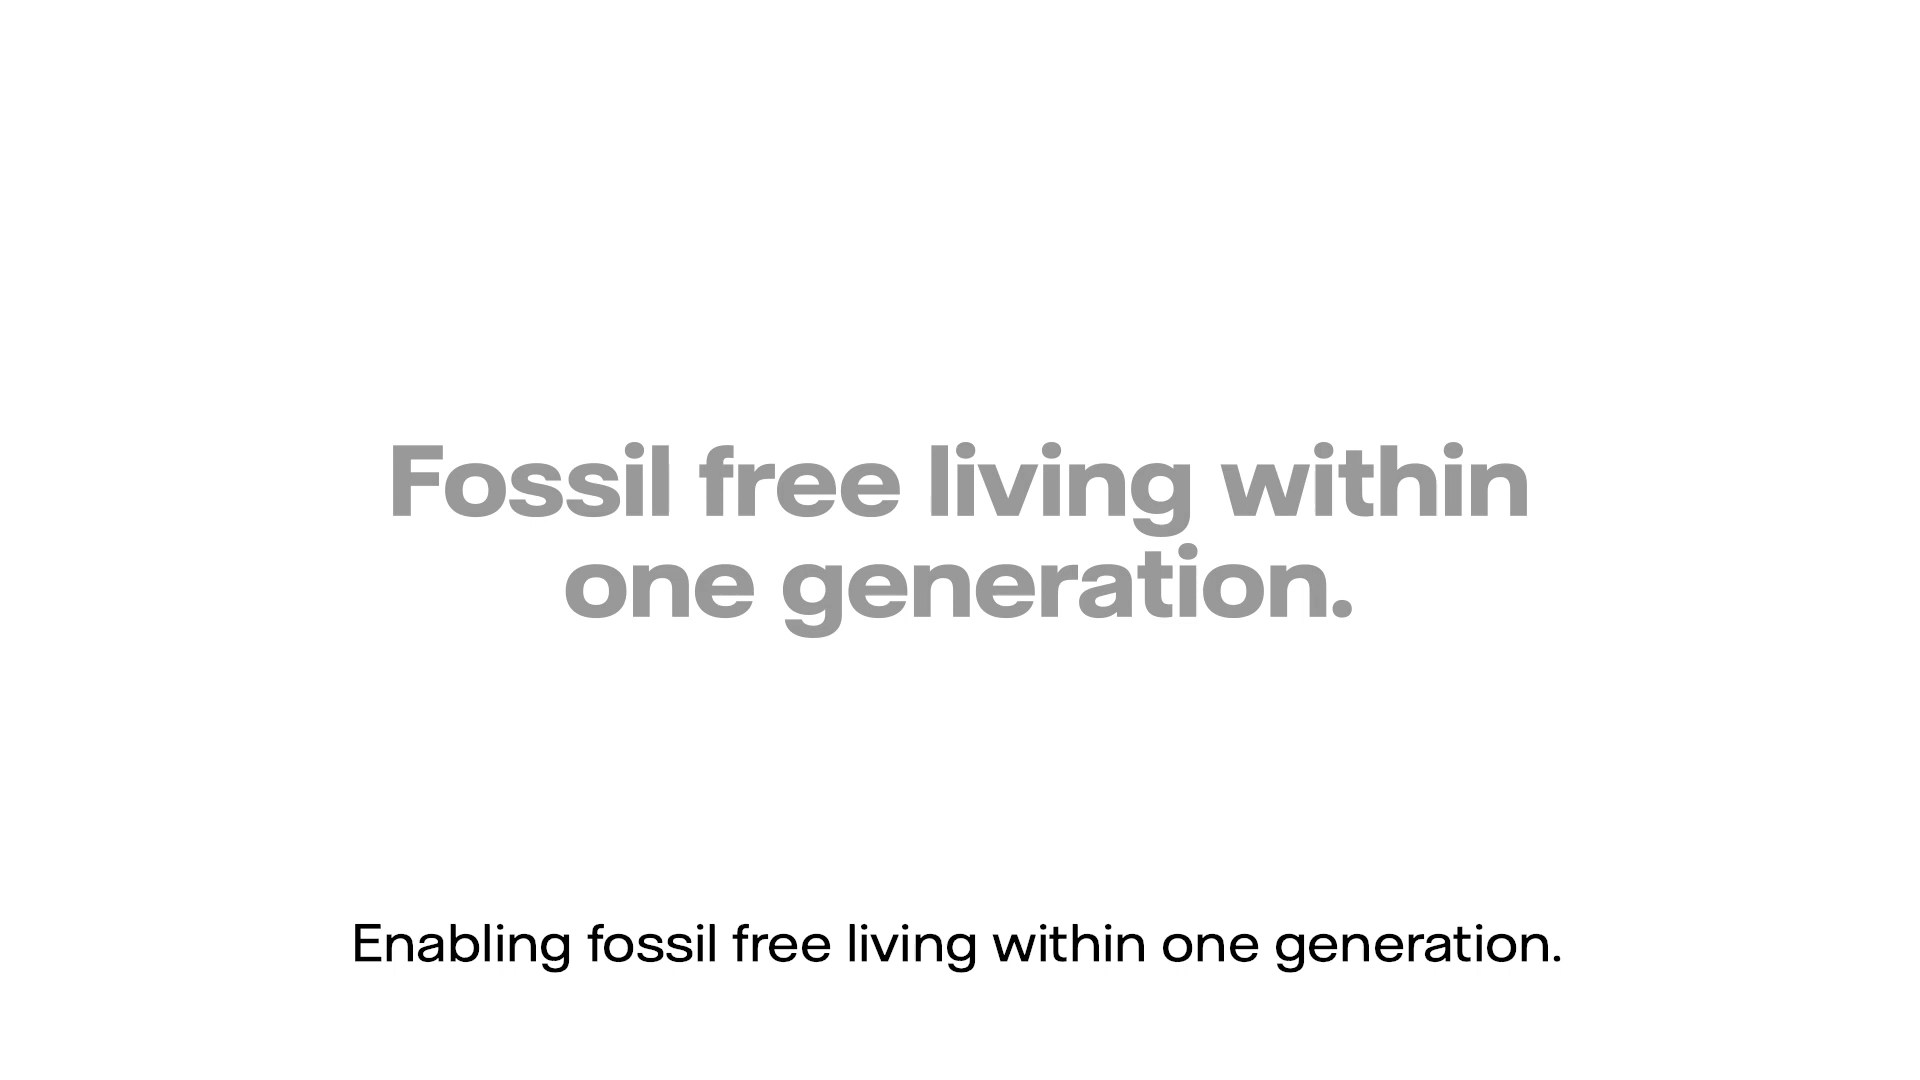 Fossil free living within
one generation.
Enabling fossil free living within one generation.